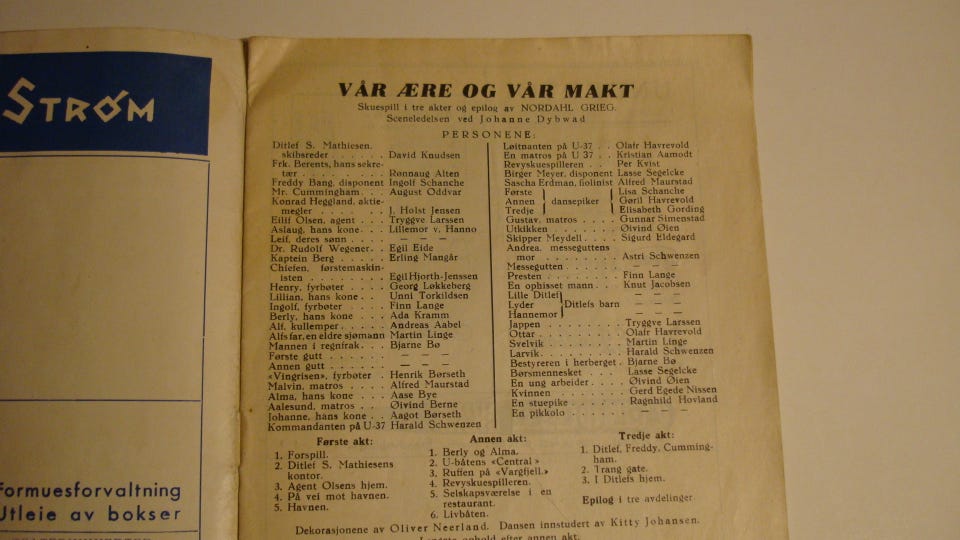 STRØM
Formuesforvaltning
Utleie av bokser
VÅR ÆRE OG VÅR MAKT
Skuespill i tre akter og epilog av NORDAHL GRIEG.
Sceneledelsen ved Johanne Dybwad
PERSONENE:
Ditlef S. Mathiesen,
skibsreder . . . . . . David Knudsen
Frk. Berents, hans sekre-
tær . . . . . . . . . Rønnaug Alten
Freddy Bang, disponent Ingolf Schanche
Mr. Cummingham . . . August Oddvar
Konrad Heggland, aktie-
megler . . . . . . . . J. Holst Jensen
Eilif Olsen, agent . . . Tryggve Larssen
Aslaug, hans kone . . . Lillemor v. Hanno
Leif, deres sønn . . . . — — —
Dr. Rudolf Wegener . . Egil Eide
Kaptein Berg . . . . . Erling Mangår
Chiefen, førstemaskin-
isten . . . . . . . . Egil Hjorth-Jenssen
Henry, fyrbøter . . . . Georg Løkkeberg
Lillian, hans kone . . . Unni Torkildsen
Ingolf, fyrbøter . . . . Finn Lange
Berly, hans kone . . . Ada Kramm
Alf, kullemper . . . . . Andreas Aabel
Alfs far, en eldre sjømann Martin Linge
Mannen i regnfrak . . . Bjarne Bø
Første gutt . . . . . . — — —
Annen gutt . . . . . . — — —
«Vingrisen», fyrbøter . Henrik Børseth
Malvin, matros . . . . Alfred Maurstad
Alma, hans kone . . . . Aase Bye
Aalesund, matros . . . Øivind Berne
Johanne, hans kone . . Aagot Børseth
Kommandanten på U-37 Harald Schwenzen
Løitnanten på U-37 . . Olafr Havrevold
En matros på U 37 . . Kristian Aamodt
Revyskuespilleren . . . Per Kvist
Birger Meyer, disponent Lasse Segelcke
Sascha Erdman, fiolinist Alfred Maurstad
Første } Lisa Schanche
Annen } dansepiker { Gøril Havrevold
Tredje } Elisabeth Gording
Gustav, matros . . . . Gunnar Simenstad
Utkikken . . . . . . . Øivind Øien
Skipper Meydell . . . . Sigurd Eldegard
Andrea, messeguttens
mor . . . . . . . . Astri Schwenzen
Messegutten . . . . . . — — —
Presten . . . . . . . . Finn Lange
En ophisset mann . . . Knut Jacobsen
Lille Ditlef } — — —
Lyder } Ditlefs barn — — —
Hannemor } — — —
Jappen . . . . . . . . Tryggve Larssen
Ottar . . . . . . . . . Olafr Havrevold
Svelvik . . . . . . . . Martin Linge
Larvik . . . . . . . . Harald Schwenzen
Bestyreren i herberget . Bjarne Bø
Børsmennesket . . . . . Lasse Segelcke
En ung arbeider . . . . Øivind Øien
Kvinnen . . . . . . . Gerd Egede Nissen
En stuepike . . . . . . Ragnhild Hovland
En pikkolo . . . . . . — — —
Første akt:
1. Forspill.
2. Ditlef S. Mathiesens
kontor.
3. Agent Olsens hjem.
4. På vei mot havnen.
5. Havnen.
Annen akt:
1. Berly og Alma.
2. U-båtens «Central»
3. Ruffen på «Vargfjell.»
4. Revyskuespilleren.
5. Selskapsværelse i en
restaurant.
6. Livbåten.
Tredje akt:
1. Ditlef, Freddy, Cumming-
ham.
2. Trang gate.
3. I Ditlefs hjem.
Epilog i tre avdelinger
Dekorasjonene av Oliver Neerland. Dansen innstudert av Kitty Johansen.
Lengste ophold efter annen akt.